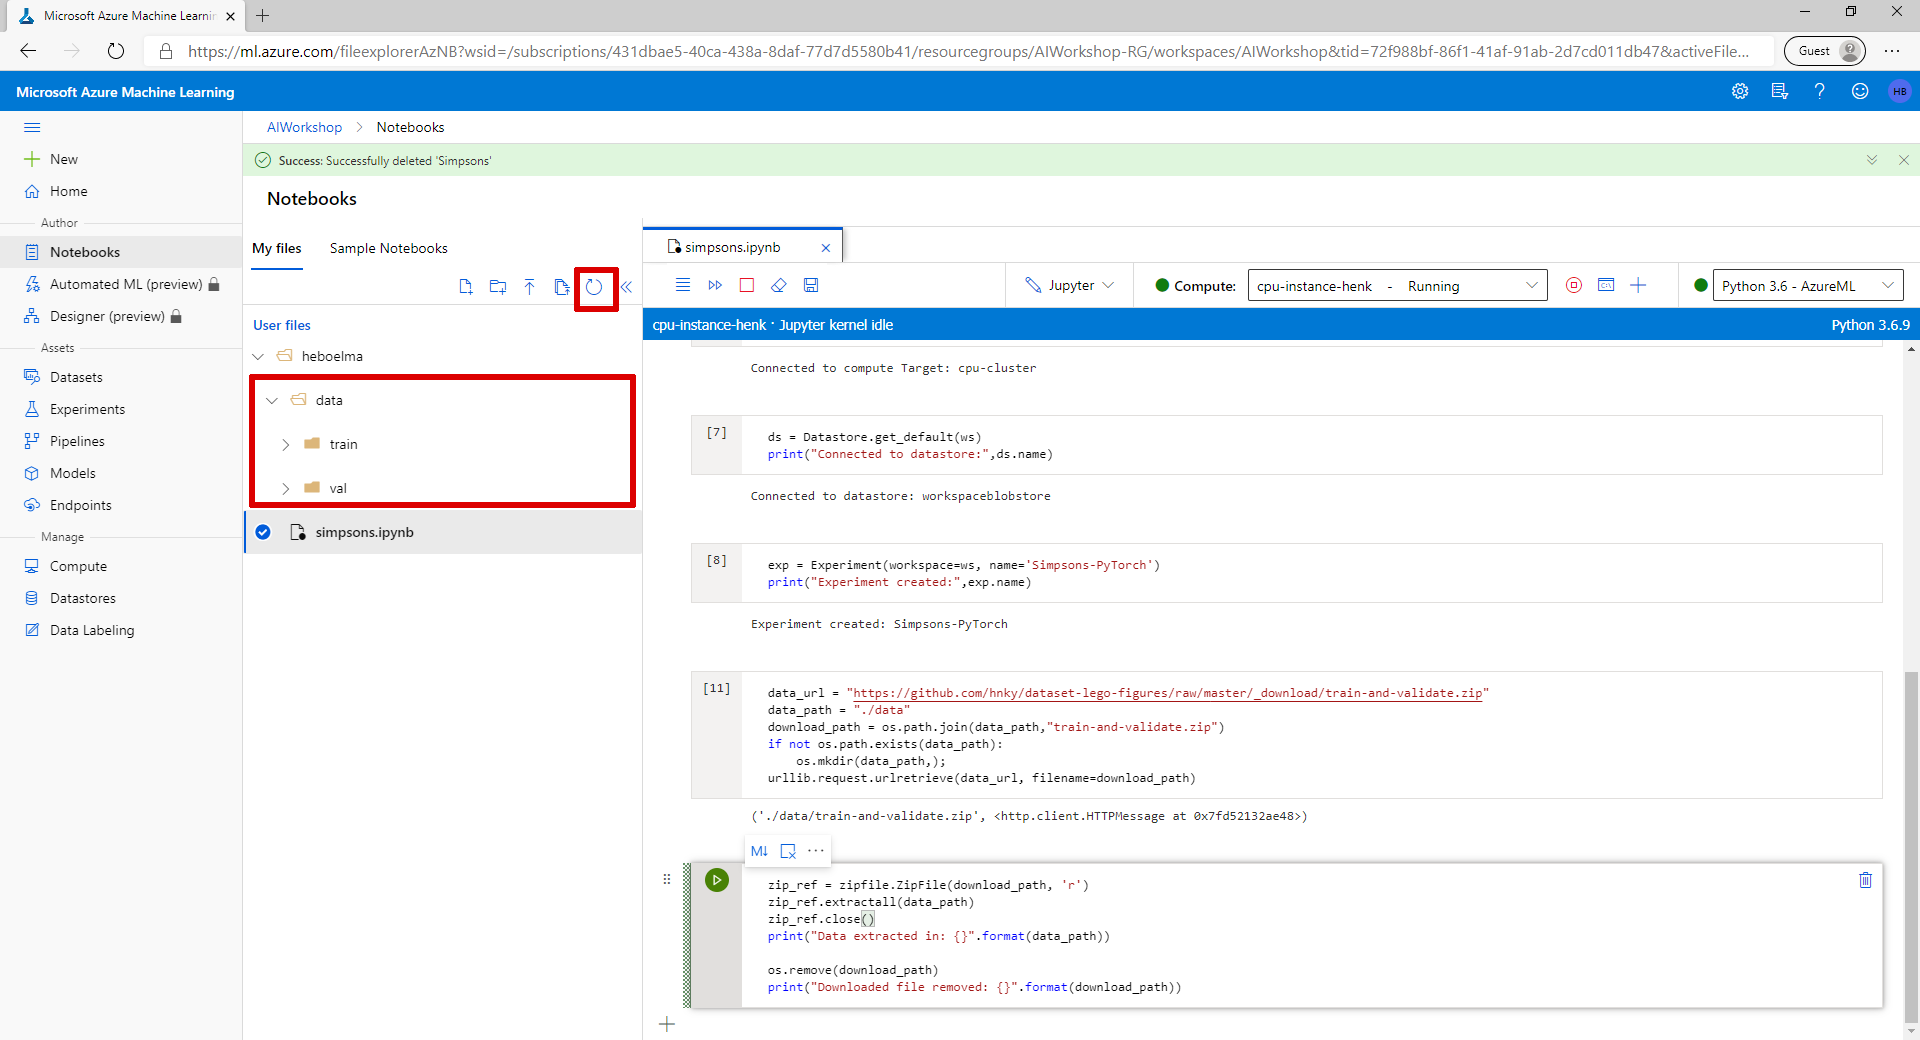 Microsoft Azure Machine Learnin
https://ml.azure.com/fileexplorerAzNB?wsid=/subscriptions/431dbae5-40ca-438a-8daf-77d7d5580b41/resourcegroups/AIWorkshop-RG/workspaces/AIWorkshop&tid=72f988bf-86f1-41af-91ab-2d7cd011db47&activeFile...
Guest
Microsoft Azure Machine Learning
HB
AIWorkshop > Notebooks
New
Success: Successfully deleted 'Simpsons'
Home
Notebooks
Author
My files Sample Notebooks
simpsons.ipynb
Notebooks
Automated ML (preview)
Jupyter
Compute: cpu-instance-henk - Running
Python 3.6 - AzureML
Designer (preview)
User files
cpu-instance-henk · Jupyter kernel idle
Python 3.6.9
Assets
heboelma
Datasets
data
Experiments
train
Pipelines
val
Models
simpsons.ipynb
Endpoints
Manage
Compute
Datastores
Data Labeling
Connected to compute Target: cpu-cluster
[7]
ds = Datastore.get_default(ws)
print("Connected to datastore:",ds.name)
Connected to datastore: workspaceblobstore
[8]
exp = Experiment(workspace=ws, name='Simpsons-PyTorch')
print("Experiment created:",exp.name)
Experiment created: Simpsons-PyTorch
[11]
data_url = "https://github.com/hnky/dataset-lego-figures/raw/master/_download/train-and-validate.zip"
data_path = "./data"
download_path = os.path.join(data_path,"train-and-validate.zip")
if not os.path.exists(data_path):
os.mkdir(data_path,);
urllib.request.urlretrieve(data_url, filename=download_path)
('./data/train-and-validate.zip', <http.client.HTTPMessage at 0x7fd52132ae48>)
M↓
zip_ref = zipfile.ZipFile(download_path, 'r')
zip_ref.extractall(data_path)
zip_ref.close()
print("Data extracted in: {}".format(data_path))
os.remove(download_path)
print("Downloaded file removed: {}".format(download_path))